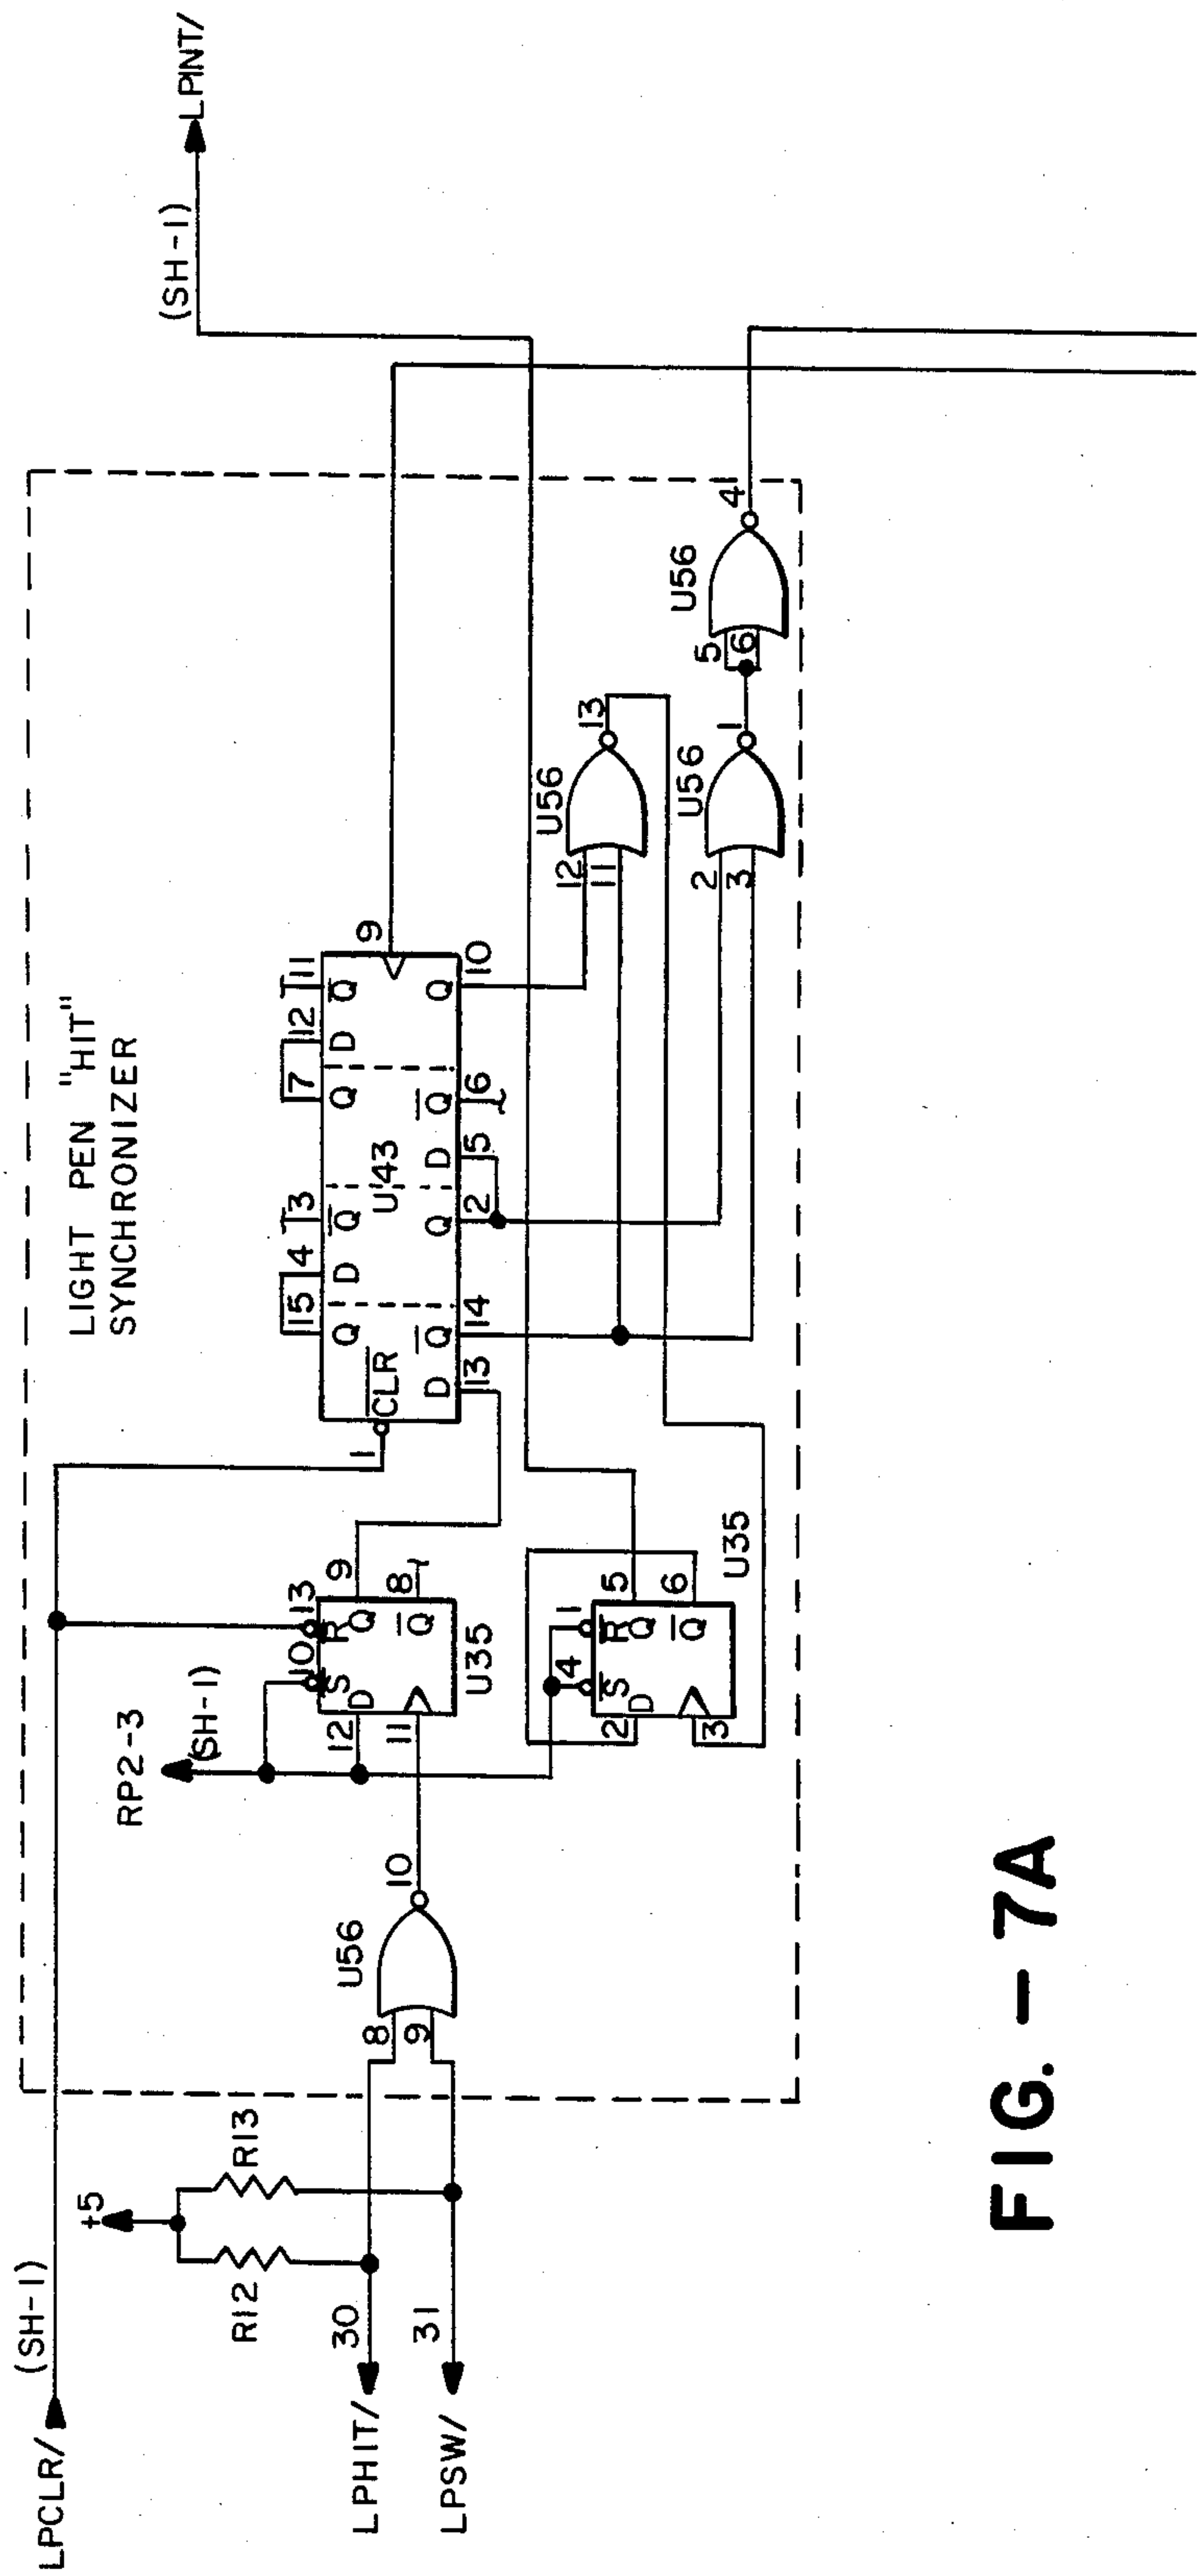 LPCLR/
(SH-1)
LPHIT/
30
LPSW/
31
R12
+5
R13
8
9
U56
10
RP2-3
(SH-1)
12
11
D
S
10
R
13
Q
9
Q
8
U35
2
3
D
S
4
R
1
Q
5
Q
6
U35
LIGHT PEN "HIT"
SYNCHRONIZER
1
CLR
D
13
Q
15
Q
14
D
4
Q
3
Q
2
U43
D
5
Q
7
Q
6
D
12
Q
11
Q
10
9
12
11
U56
13
2
3
U56
1
5
6
U56
4
(SH-1)
LPINT/
FIG. - 7A